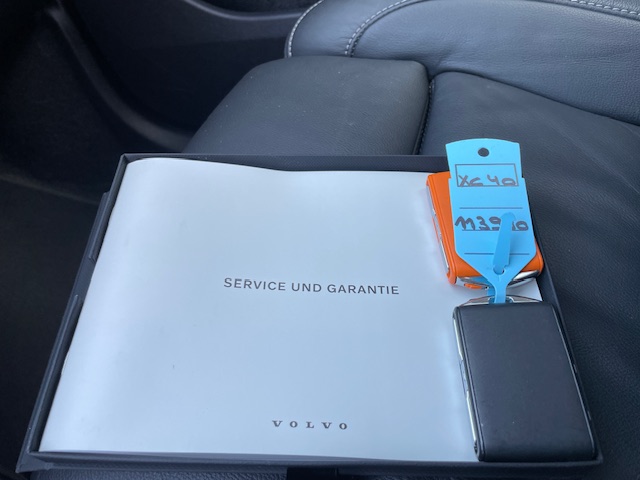 XC 40
SERVICE UND GARANTIE
VOLVO